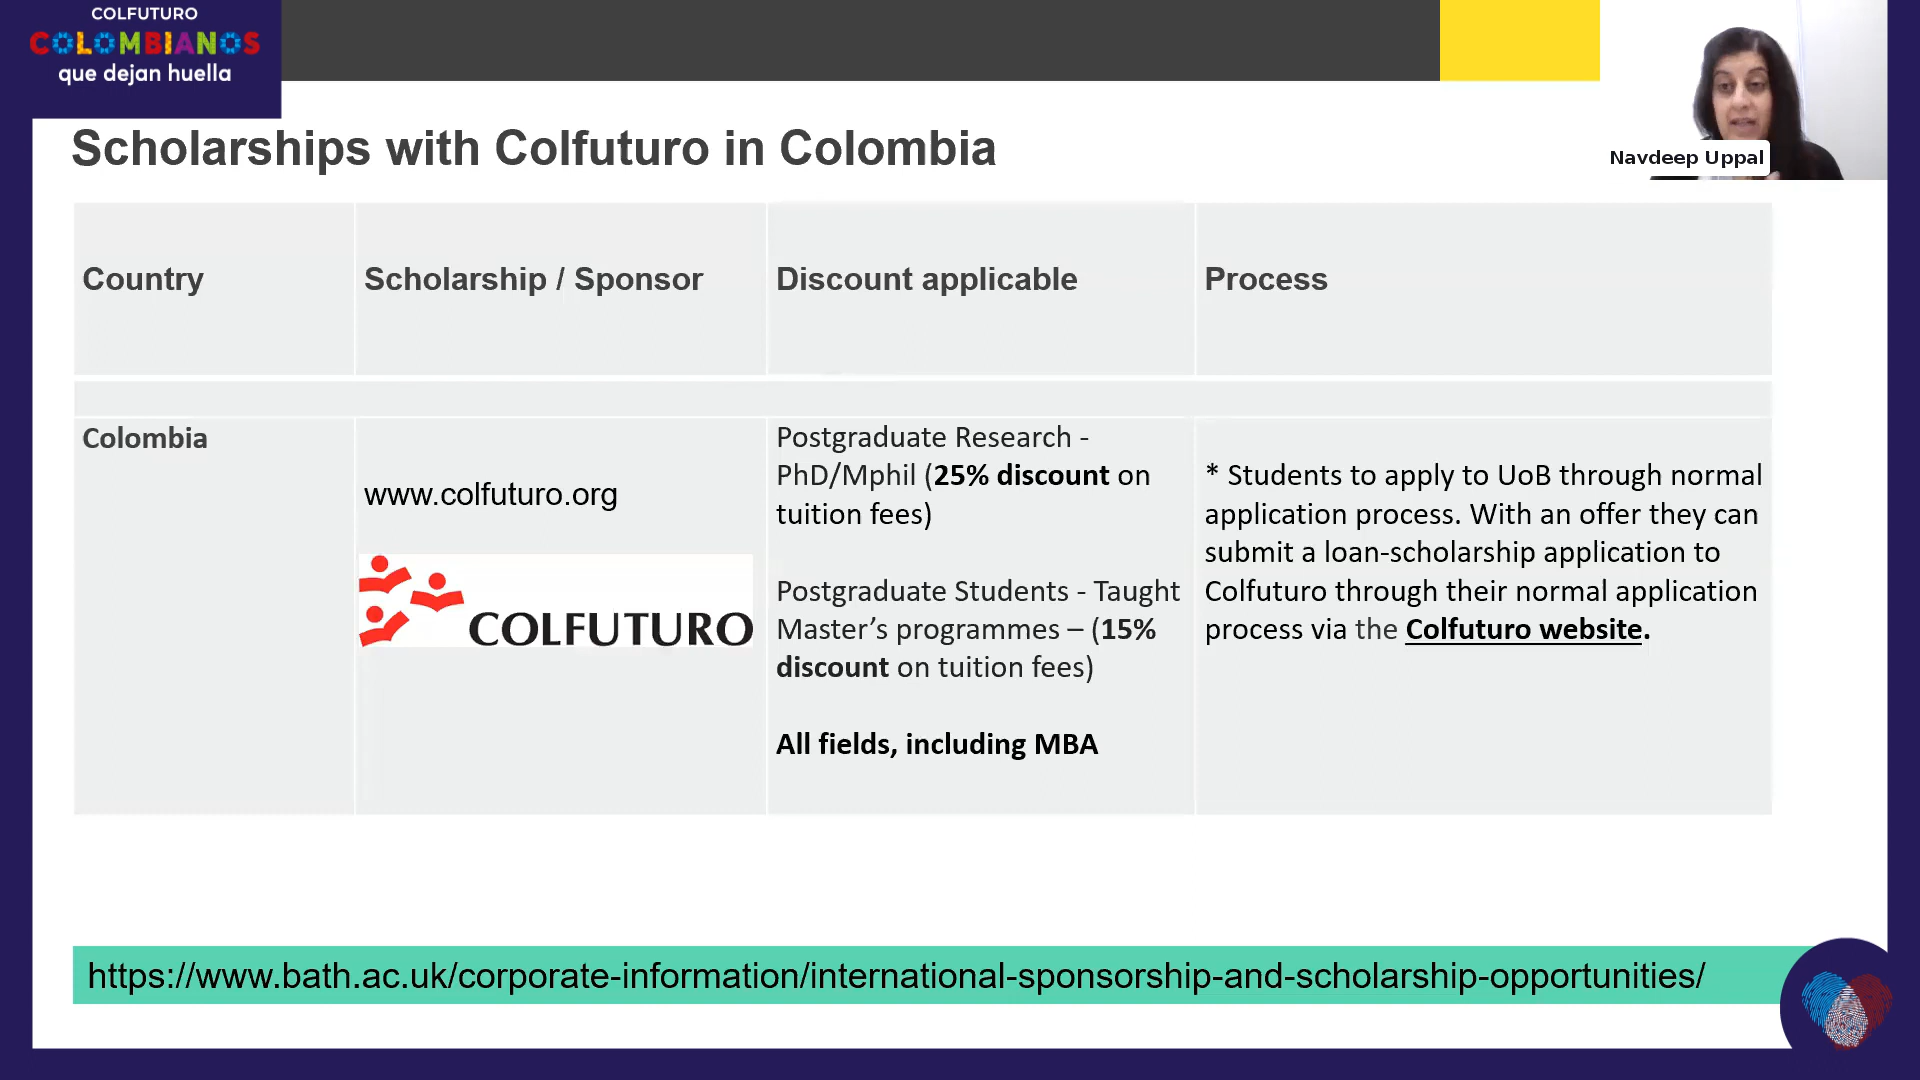 COLFUTURO
COLOMBIANOS
que dejan huella
Navdeep Uppal
Scholarships with Colfuturo in Colombia
Country
Scholarship / Sponsor
Discount applicable
Process
Colombia
www.colfuturo.org
COLFUTURO
Postgraduate Research -
PhD/Mphil (25% discount on
tuition fees)
Postgraduate Students - Taught
Master’s programmes – (15%
discount on tuition fees)
All fields, including MBA
* Students to apply to UoB through normal
application process. With an offer they can
submit a loan-scholarship application to
Colfuturo through their normal application
process via the Colfuturo website.
https://www.bath.ac.uk/corporate-information/international-sponsorship-and-scholarship-opportunities/